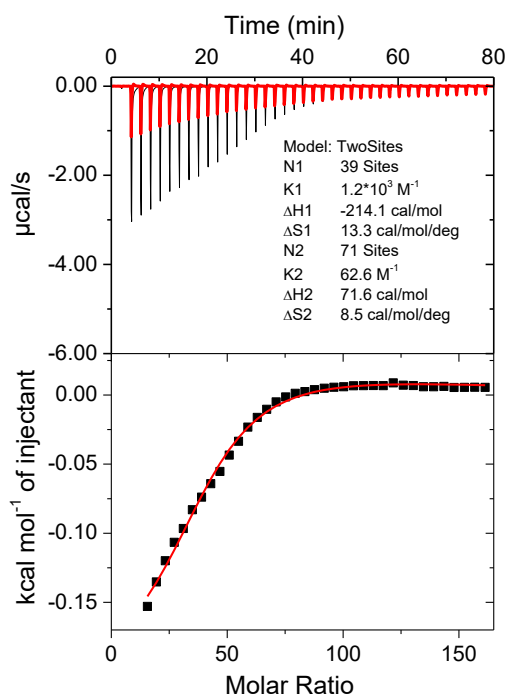 Time (min)
0 20 40 60 80
0.00
-2.00
-4.00
-6.00
µcal/s
Model: TwoSites
N1 39 Sites
K1 1.2*10³ M⁻¹
ΔH1 -214.1 cal/mol
ΔS1 13.3 cal/mol/deg
N2 71 Sites
K2 62.6 M⁻¹
ΔH2 71.6 cal/mol
ΔS2 8.5 cal/mol/deg
0.00
-0.05
-0.10
-0.15
kcal mol⁻¹ of injectant
0 50 100 150
Molar Ratio